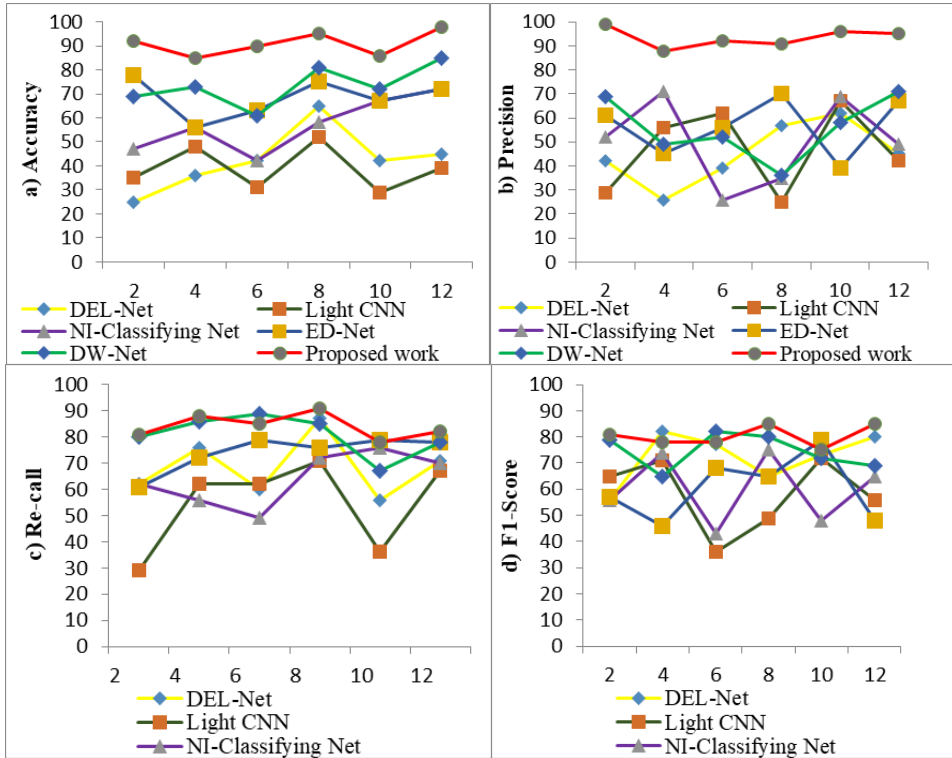 a) Accuracy
100
90
80
70
60
50
40
30
20
10
0
2 4 6 8 10 12
DEL-Net Light CNN
NI-Classifying Net ED-Net
DW-Net Proposed work
b) Precision
100
90
80
70
60
50
40
30
20
10
0
2 4 6 8 10 12
DEL-Net Light CNN
NI-Classifying Net ED-Net
DW-Net Proposed work
c) Re-call
100
90
80
70
60
50
40
30
20
10
0
2 4 6 8 10 12
DEL-Net
Light CNN
NI-Classifying Net
d) F1-Score
100
90
80
70
60
50
40
30
20
10
0
2 4 6 8 10 12
DEL-Net
Light CNN
NI-Classifying Net